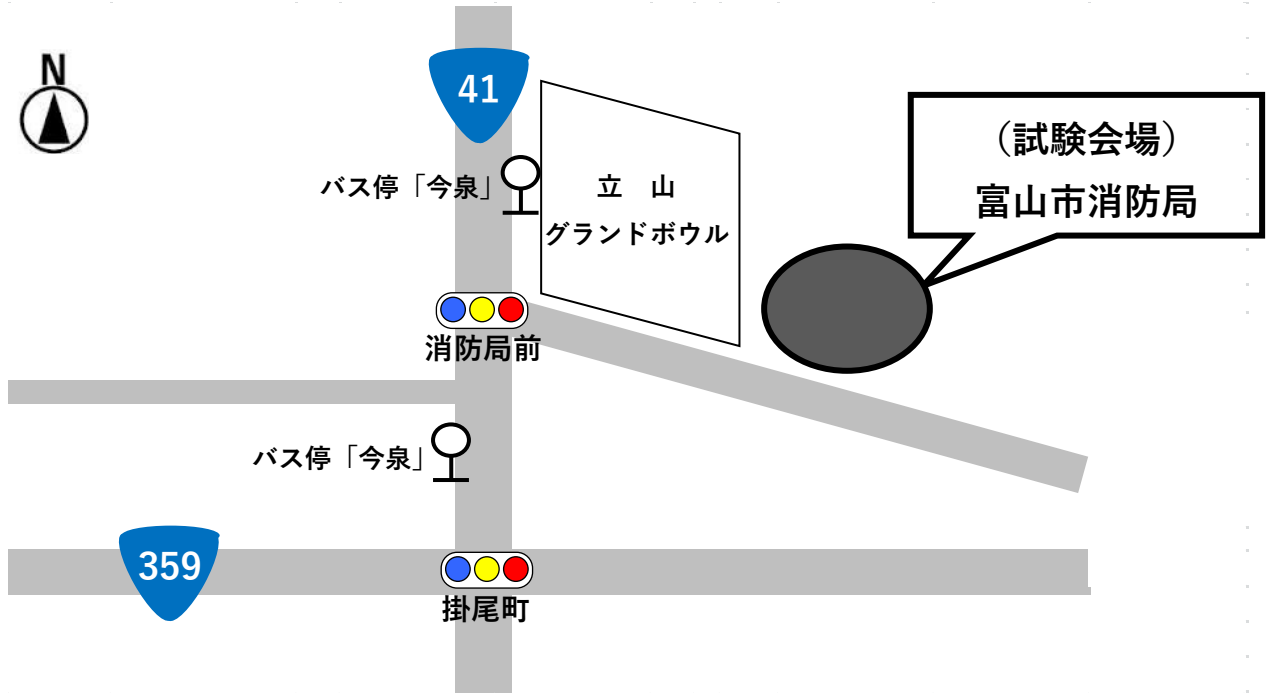 N
41
(試験会場)
富山市消防局
バス停「今泉」
立　山
グランドボウル
消防局前
バス停「今泉」
359
掛尾町